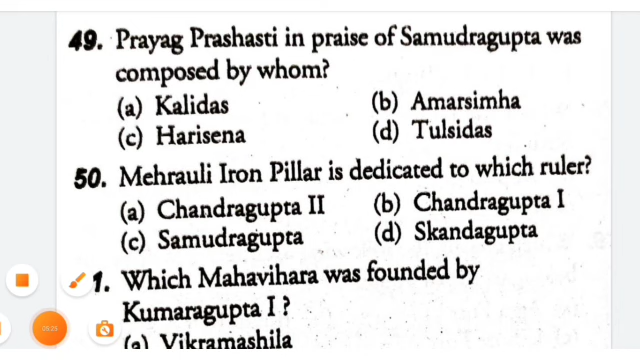 49. Prayag Prashasti in praise of Samudragupta was
composed by whom?
(a) Kalidas (b) Amarsimha
(c) Harisena (d) Tulsidas
50. Mehrauli Iron Pillar is dedicated to which ruler?
(a) Chandragupta II (b) Chandragupta I
(c) Samudragupta (d) Skandagupta
1. Which Mahavihara was founded by
Kumaragupta I ?
(a) Vikramashila